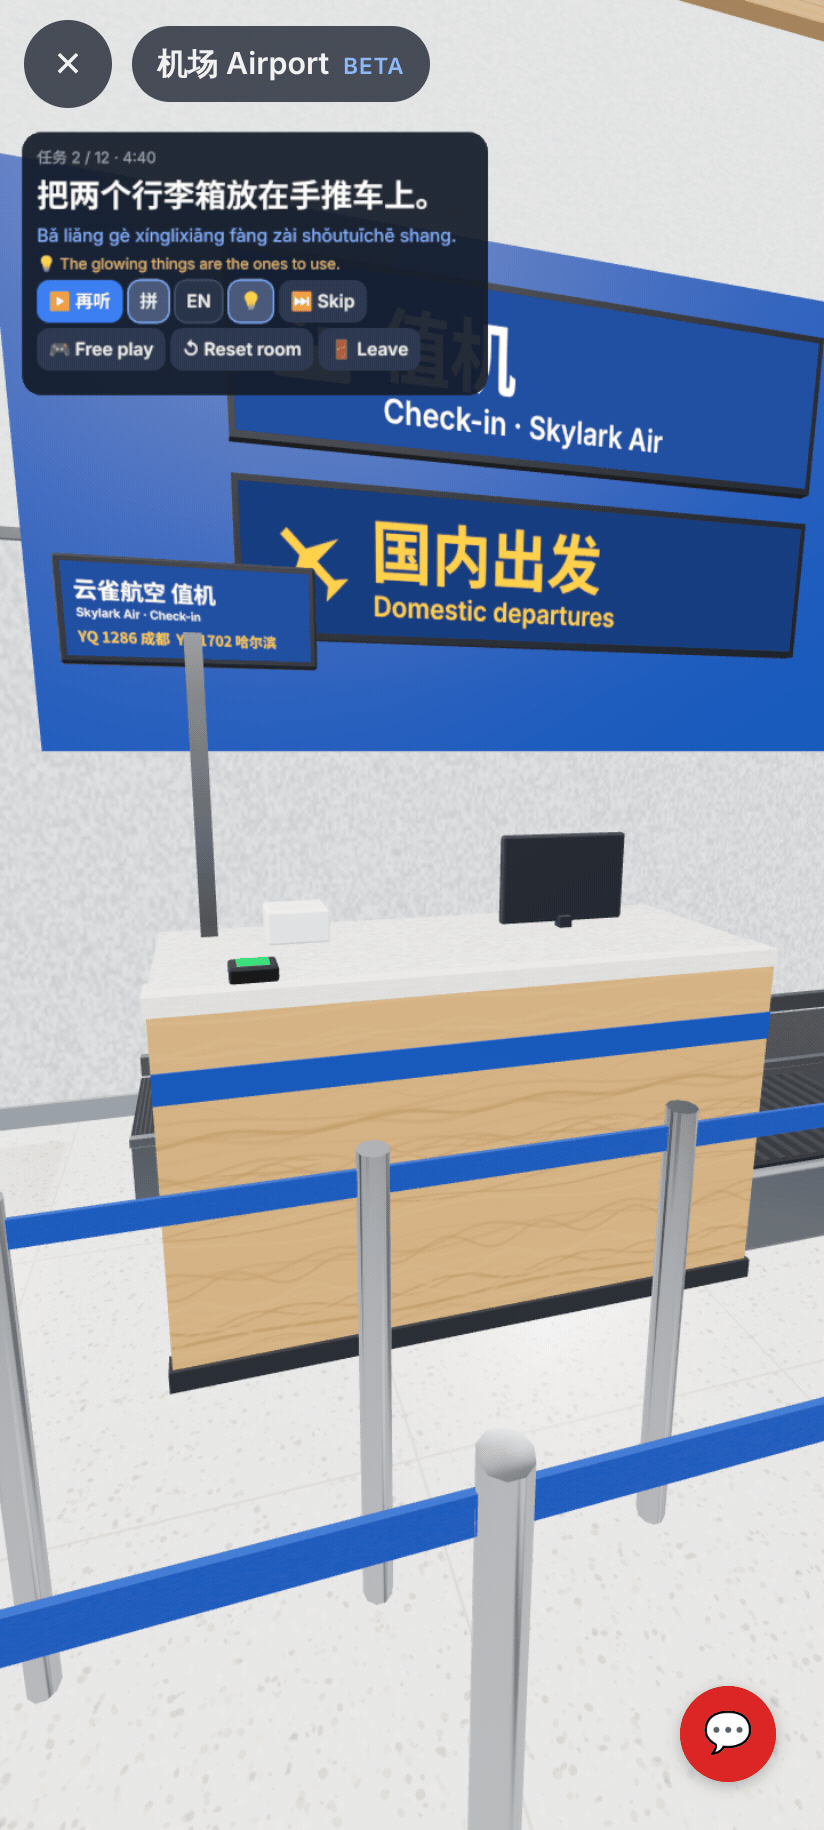 机场 Airport BETA
任务 2 / 12 · 4:40
把两个行李箱放在手推车上。
Bǎ liǎng gè xínglixiāng fàng zài shǒutuīchē shang.
💡 The glowing things are the ones to use.
▶️ 再听 拼 EN 💡 ⏭️ Skip
🎮 Free play ↺ Reset room 🚪 Leave
值机
Check-in · Skylark Air
国内出发
Domestic departures
云雀航空 值机
Skylark Air · Check-in
YQ 1286 成都 1702 哈尔滨